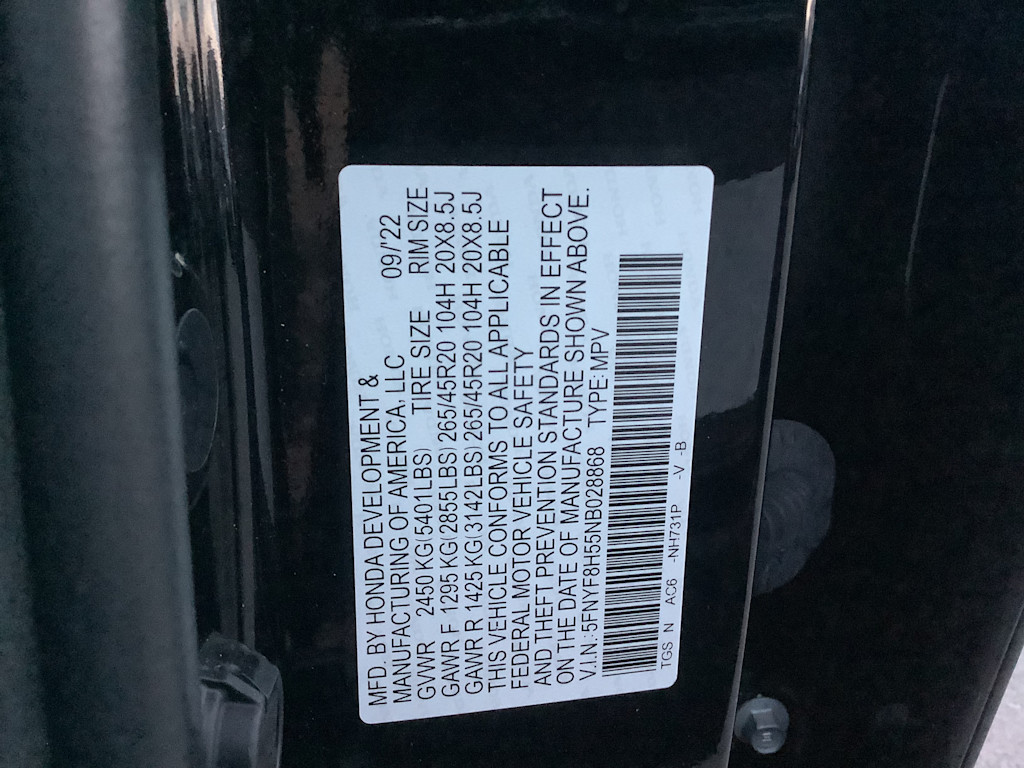 MFD. BY HONDA DEVELOPMENT &
MANUFACTURING OF AMERICA, LLC 09/'22
GVWR 2450 KG(5401LBS) TIRE SIZE RIM SIZE
GAWR F 1295 KG(2855LBS) 265/45R20 104H 20X8.5J
GAWR R 1425 KG(3142LBS) 265/45R20 104H 20X8.5J
THIS VEHICLE CONFORMS TO ALL APPLICABLE
FEDERAL MOTOR VEHICLE SAFETY
AND THEFT PREVENTION STANDARDS IN EFFECT
ON THE DATE OF MANUFACTURE SHOWN ABOVE.
V.I.N.: 5FNYF8H55NB028868 TYPE:MPV
TGS N AC6 -NH731P -V -B